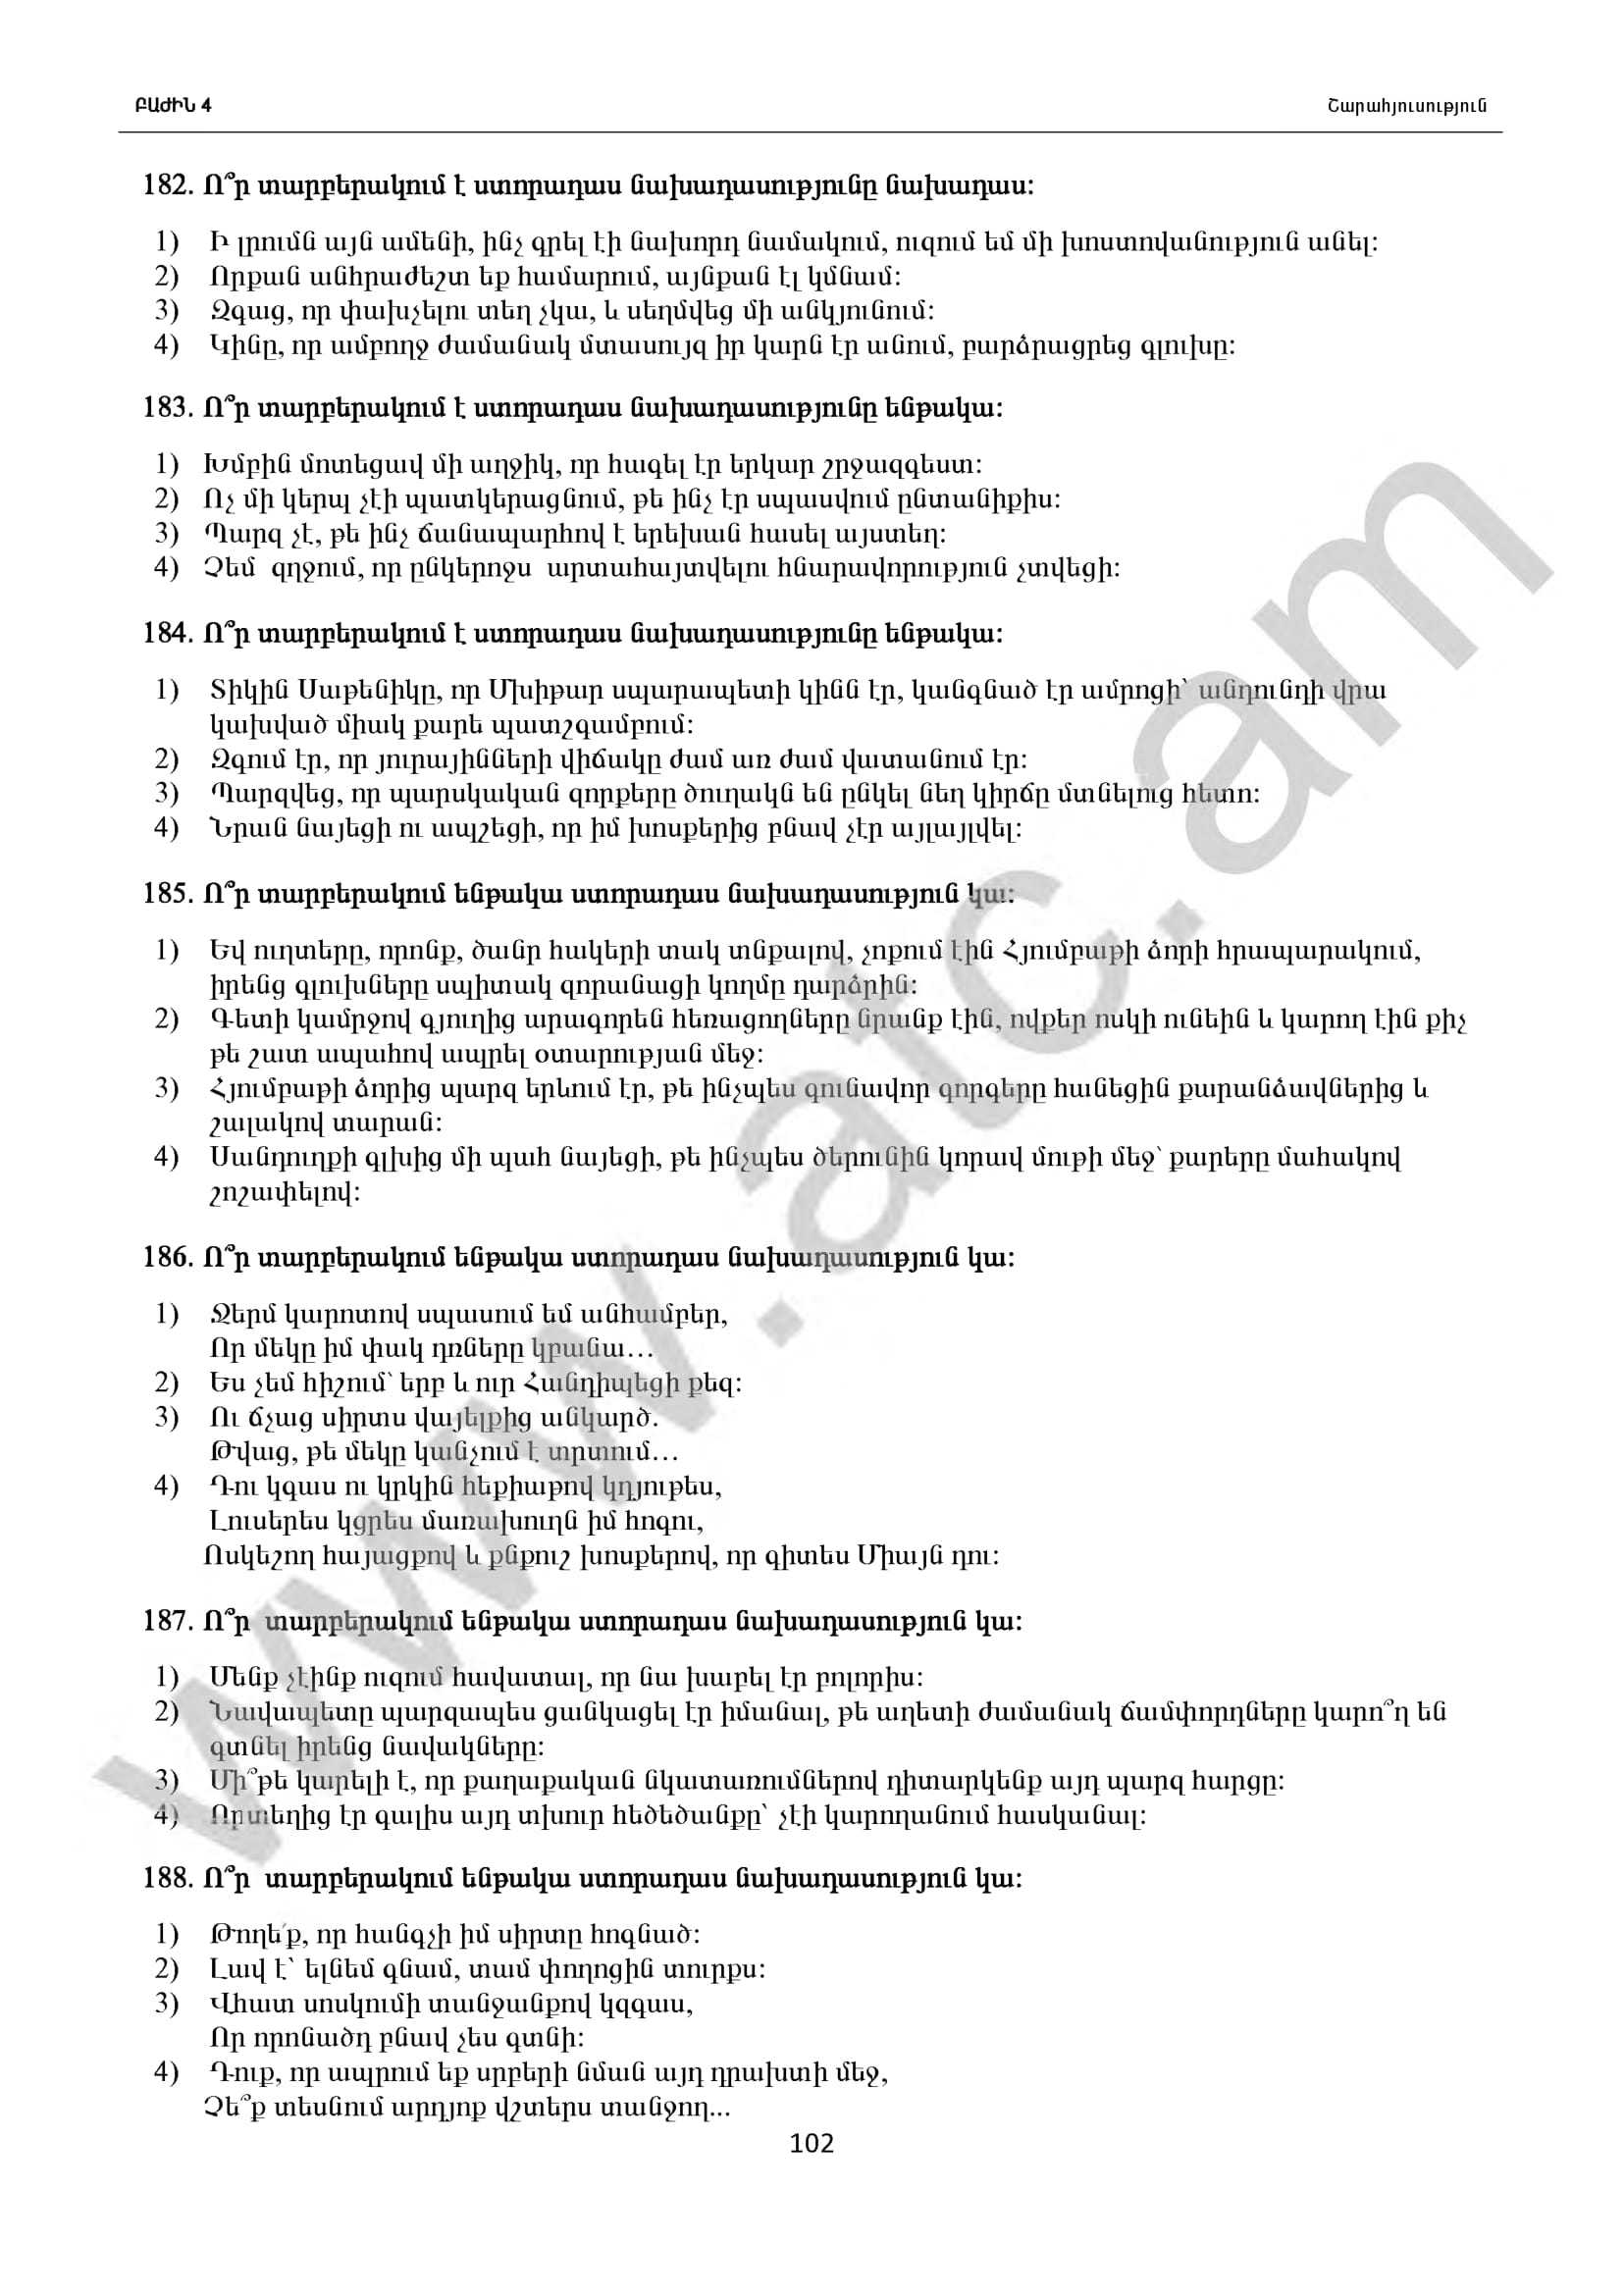 ԲԱԺԻՆ 4 Շարահյուսություն
182. Ո՞ր տարբերակում է ստորադաս նախադասությունը նախադաս:
1) Ի լրումն այն ամենի, ինչ գրել էի նախորդ նամակում, ուզում եմ մի խոստովանություն անել:
2) Որքան անհրաժեշտ եք համարում, այնքան էլ կմնամ:
3) Զգաց, որ փախչելու տեղ չկա, և սեղմվեց մի անկյունում:
4) Կինը, որ ամբողջ ժամանակ մտասույզ իր կարն էր անում, բարձրացրեց գլուխը:
183. Ո՞ր տարբերակում է ստորադաս նախադասությունը ենթակա:
1) Խմբին մոտեցավ մի աղջիկ, որ հագել էր երկար շրջազգեստ:
2) Ոչ մի կերպ չէի պատկերացնում, թե ինչ էր սպասվում ընտանիքիս:
3) Պարզ չէ, թե ինչ ճանապարհով է երեխան հասել այստեղ:
4) Չեմ զղջում, որ ընկերոջս արտահայտվելու հնարավորություն չտվեցի:
184. Ո՞ր տարբերակում է ստորադաս նախադասությունը ենթակա:
1) Տիկին Սաթենիկը, որ Մխիթար սպարապետի կինն էր, կանգնած էր ամրոցի՝ անդունդի վրա
կախված միակ քարե պատշգամբում:
2) Զգում էր, որ յուրայինների վիճակը ժամ առ ժամ վատանում էր:
3) Պարզվեց, որ պարսկական զորքերը ծուղակն են ընկել նեղ կիրճը մտնելուց հետո:
4) Նրան նայեցի ու ապշեցի, որ իմ խոսքերից բնավ չէր այլայլվել:
185. Ո՞ր տարբերակում ենթակա ստորադաս նախադասություն կա:
1) Եվ ուղտերը, որոնք, ծանր հակերի տակ տնքալով, չոքում էին Հյումբաթի ձորի հրապարակում,
իրենց գլուխները սպիտակ զորանացի կողմը դարձրին:
2) Գետի կամրջով գյուղից արագորեն հեռացողները նրանք էին, ովքեր ոսկի ունեին և կարող էին քիչ
թե շատ ապահով ապրել օտարության մեջ:
3) Հյումբաթի ձորից պարզ երևում էր, թե ինչպես գունավոր գորգերը հանեցին քարանձավներից և
շալակով տարան:
4) Սանդուղքի գլխից մի պահ նայեցի, թե ինչպես ծերունին կորավ մութի մեջ՝ քարերը մահակով
շոշափելով:
186. Ո՞ր տարբերակում ենթակա ստորադաս նախադասություն կա:
1) Ջերմ կարոտով սպասում եմ անհամբեր,
Որ մեկը իմ փակ դռները կբանա…
2) Ես չեմ հիշում՝ երբ և ուր Հանդիպեցի քեզ:
3) Ու ճչաց սիրտս վայելքից անկարծ.
Թվաց, թե մեկը կանչում է տրտում…
4) Դու կգաս ու կրկին հեքիաթով կդյութես,
Լուսերես կցրես մառախուղն իմ հոգու,
Ոսկեշող հայացքով և քնքուշ խոսքերով, որ գիտես Միայն դու:
187. Ո՞ր տարբերակում ենթակա ստորադաս նախադասություն կա:
1) Մենք չէինք ուզում հավատալ, որ նա խաբել էր բոլորիս:
2) Նավապետը պարզապես ցանկացել էր իմանալ, թե աղետի ժամանակ ճամփորդները կարո՞ղ են
գտնել իրենց նավակները:
3) Մի՞թե կարելի է, որ քաղաքական նկատառումներով դիտարկենք այդ պարզ հարցը:
4) Որտեղից էր գալիս այդ տխուր հեծեծանքը՝ չէի կարողանում հասկանալ:
188. Ո՞ր տարբերակում ենթակա ստորադաս նախադասություն կա:
1) Թողե՛ք, որ հանգչի իմ սիրտը հոգնած:
2) Լավ է՝ ելնեմ գնամ, տամ փողոցին տուրքս:
3) Վհատ սոսկումի տանջանքով կզգաս,
Որ որոնածդ բնավ չես գտնի:
4) Դուք, որ ապրում եք սրբերի նման այդ դրախտի մեջ,
Չե՞ք տեսնում արդյոք վշտերս տանջող...
102
www.atc.am